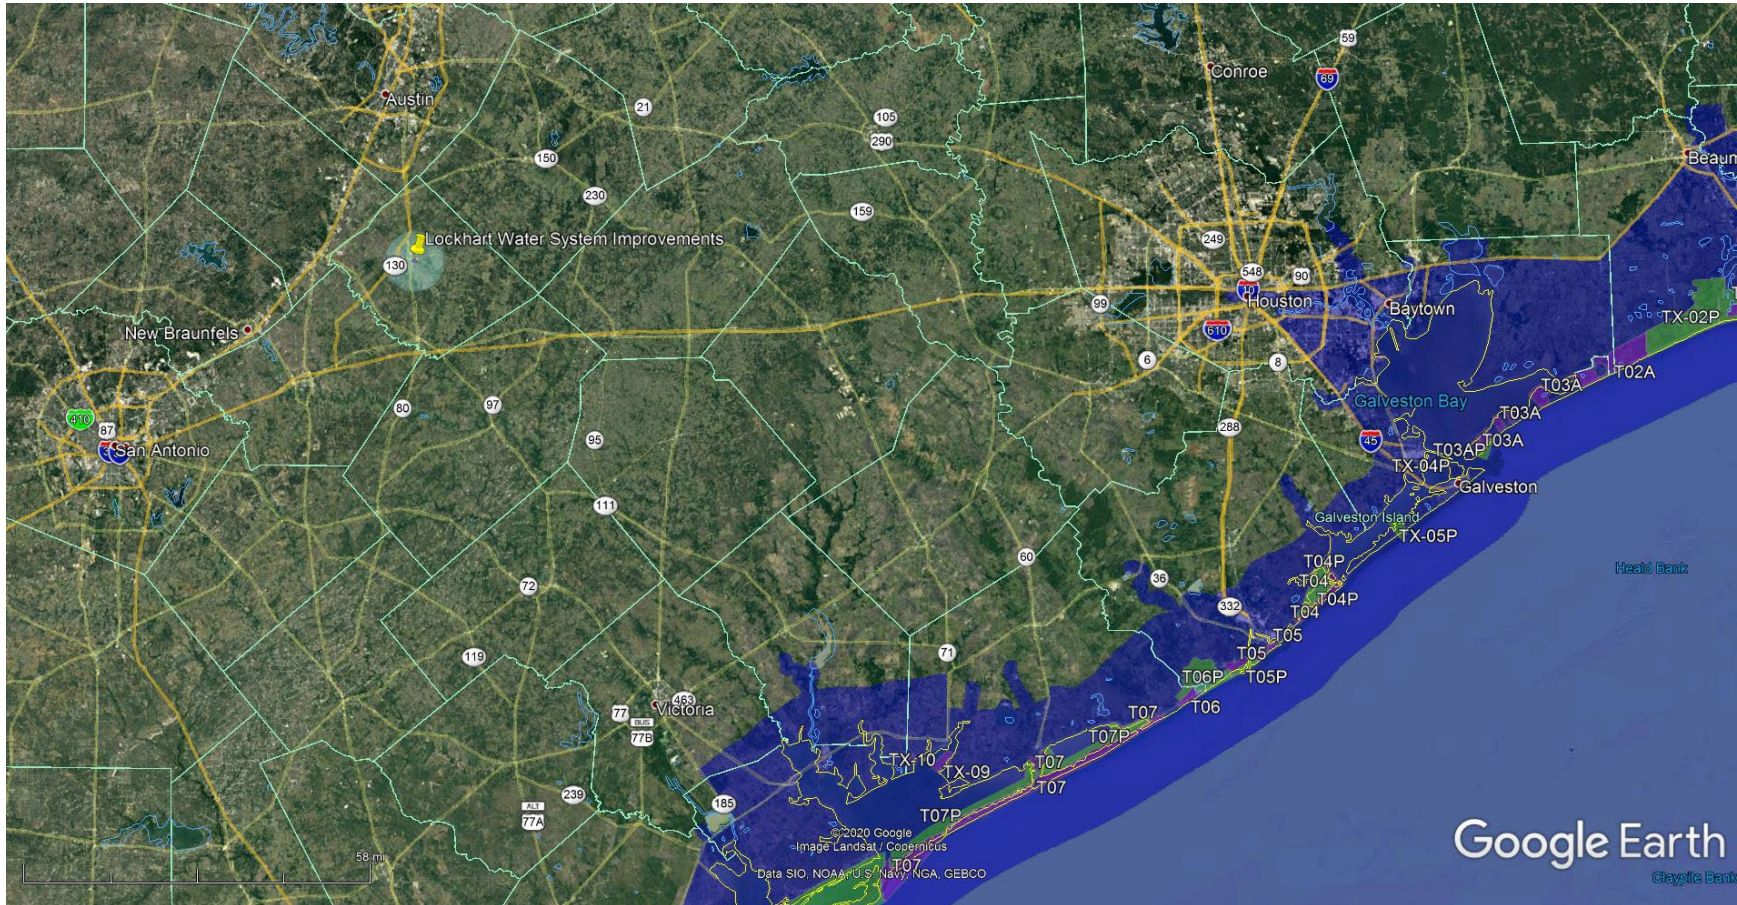 59
Conroe
69
Austin
21
105
290
150
Beaum
230
159
249
Lockhart Water System Improvements
130
548
90
10
Houston
99
Baytown
TX-02P
New Braunfels
610
6
8
T02A
T03A
Galveston Bay
80
97
T03A
410
87
288
95
45
T03A
San Antonio
T03AP
TX-04P
Galveston
111
Galveston Island
TX-05P
60
T04P
Heald Bank
36
T04
72
T04P
332
T04
T05
71
T05
119
T06P
T05P
463
Victoria
77
T06
T07
BUS
77B
T07P
TX-10
T07
TX-09
T07
239
185
ALT
77A
T07P
© 2020 Google
Image Landsat / Copernicus
Google Earth
58 mi
T07
Data SIO, NOAA, U.S. Navy, NGA, GEBCO
Claypile Bank